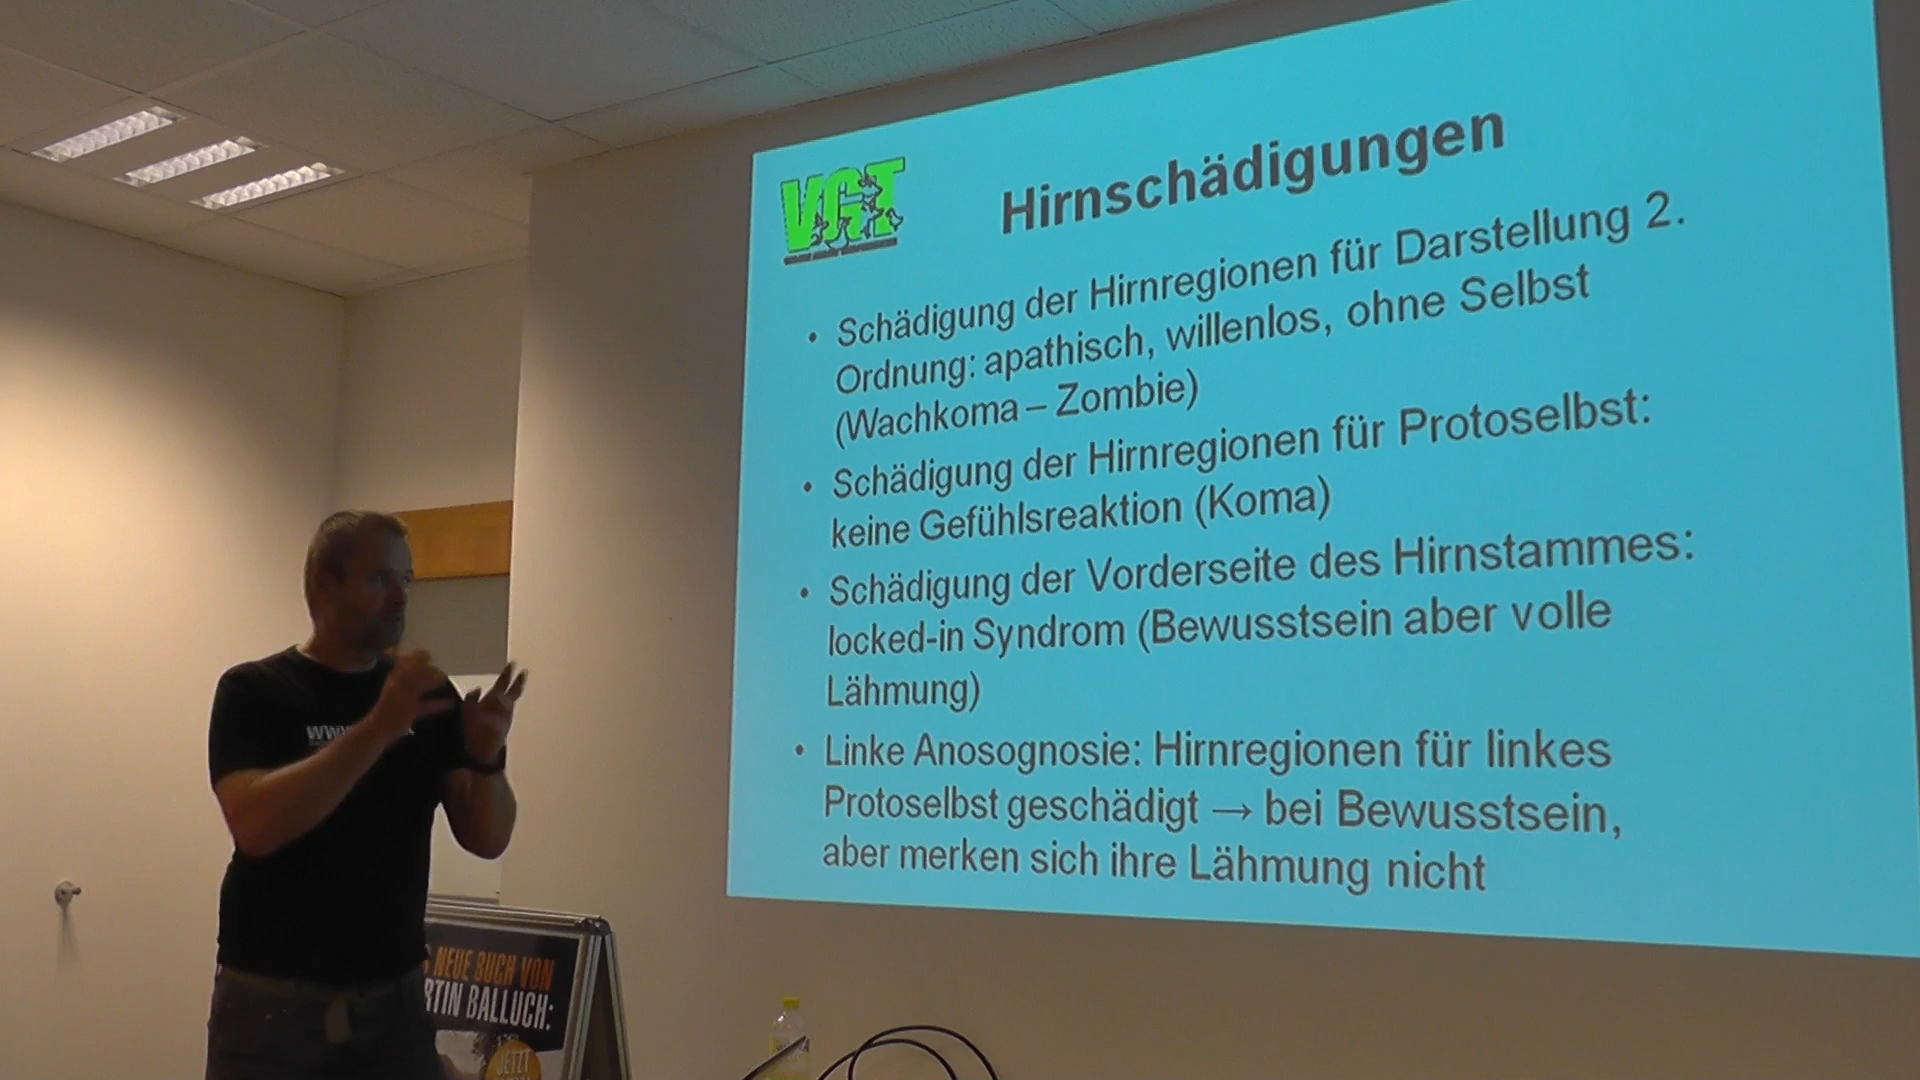 VGT
Hirnschädigungen
• Schädigung der Hirnregionen für Darstellung 2.
Ordnung: apathisch, willenlos, ohne Selbst
(Wachkoma – Zombie)
• Schädigung der Hirnregionen für Protoselbst:
keine Gefühlsreaktion (Koma)
• Schädigung der Vorderseite des Hirnstammes:
locked-in Syndrom (Bewusstsein aber volle
Lähmung)
• Linke Anosognosie: Hirnregionen für linkes
Protoselbst geschädigt → bei Bewusstsein,
aber merken sich ihre Lähmung nicht
NEUE BUCH VON
RTIN BALLUCH:
JETZT